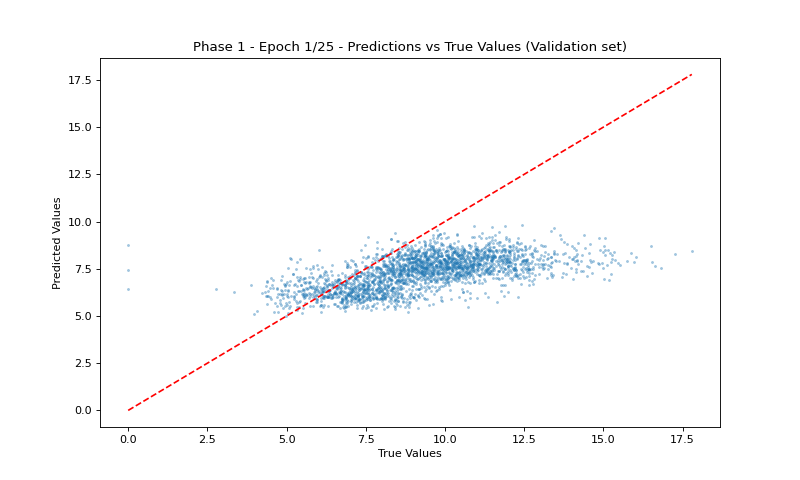 Phase 1 - Epoch 1/25 - Predictions vs True Values (Validation set)
Predicted Values
17.5
15.0
12.5
10.0
7.5
5.0
2.5
0.0
0.0 2.5 5.0 7.5 10.0 12.5 15.0 17.5
True Values